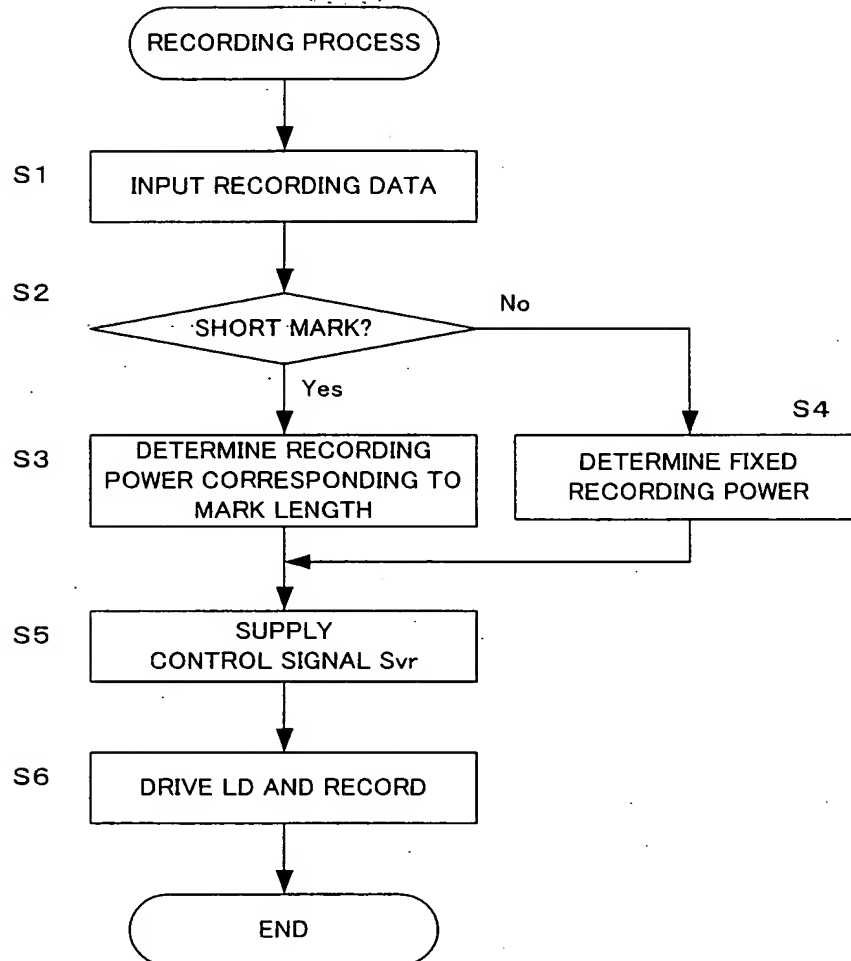 RECORDING PROCESS
S1
INPUT RECORDING DATA
S2
SHORT MARK?
No
Yes
S3
DETERMINE RECORDING
POWER CORRESPONDING TO
MARK LENGTH
S4
DETERMINE FIXED
RECORDING POWER
S5
SUPPLY
CONTROL SIGNAL Svr
S6
DRIVE LD AND RECORD
END